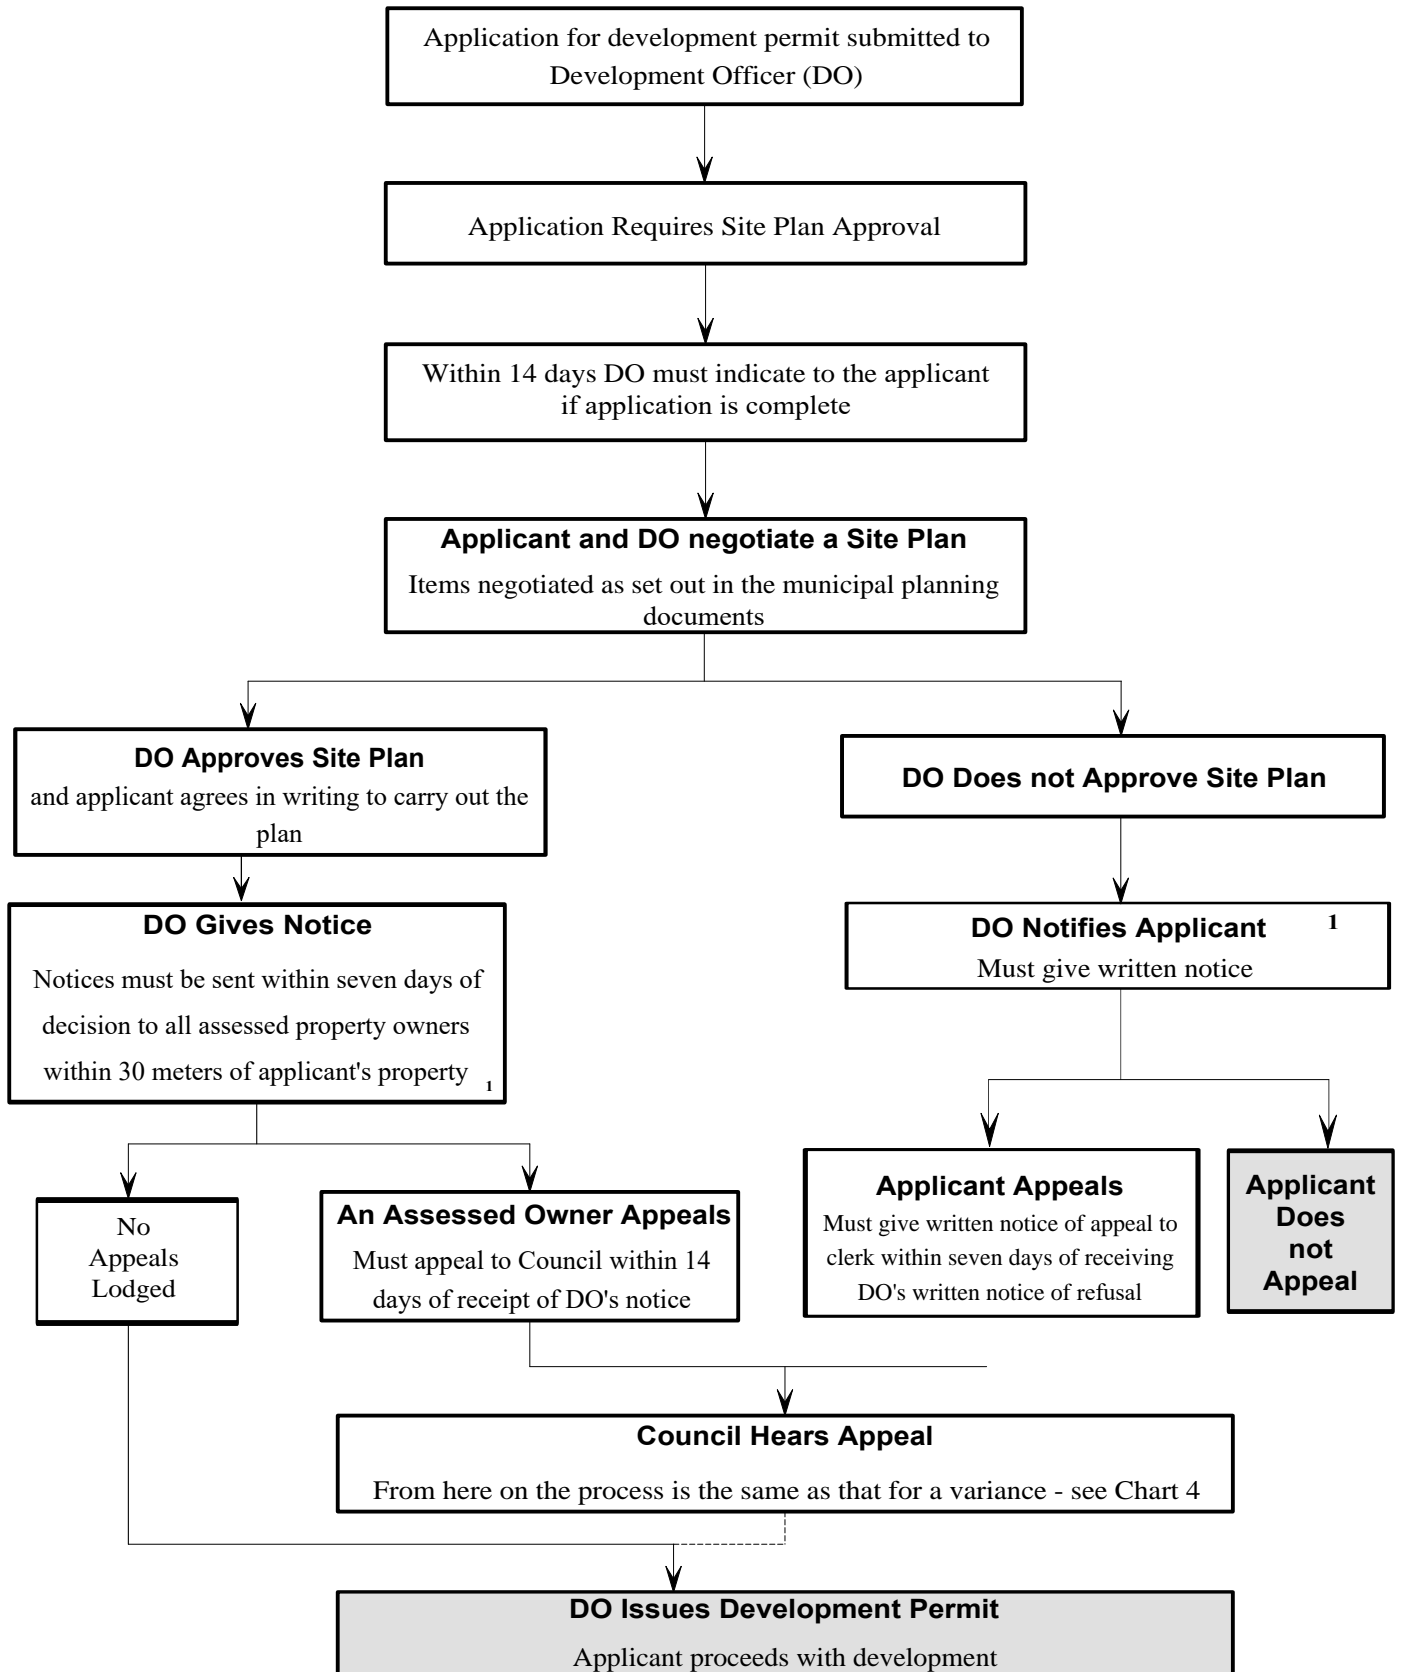 Application for development permit submitted to
Development Officer (DO)
Application Requires Site Plan Approval
Within 14 days DO must indicate to the applicant
if application is complete
Applicant and DO negotiate a Site Plan
Items negotiated as set out in the municipal planning
documents
DO Approves Site Plan
and applicant agrees in writing to carry out the
plan
DO Does not Approve Site Plan
DO Gives Notice
Notices must be sent within seven days of
decision to all assessed property owners
within 30 meters of applicant's property 1
DO Notifies Applicant 1
Must give written notice
No
Appeals
Lodged
An Assessed Owner Appeals
Must appeal to Council within 14
days of receipt of DO's notice
Applicant Appeals
Must give written notice of appeal to
clerk within seven days of receiving
DO's written notice of refusal
Applicant
Does
not
Appeal
Council Hears Appeal
From here on the process is the same as that for a variance - see Chart 4
DO Issues Development Permit
Applicant proceeds with development